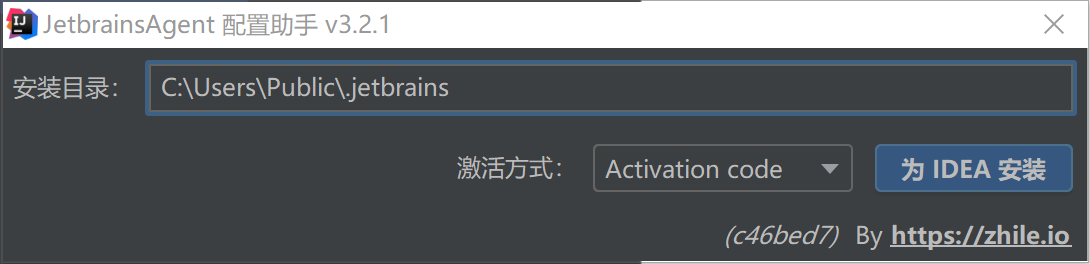 JetbrainsAgent 配置助手 v3.2.1
安装目录： C:\Users\Public\.jetbrains
激活方式： Activation code 为 IDEA 安装
(c46bed7) By https://zhile.io